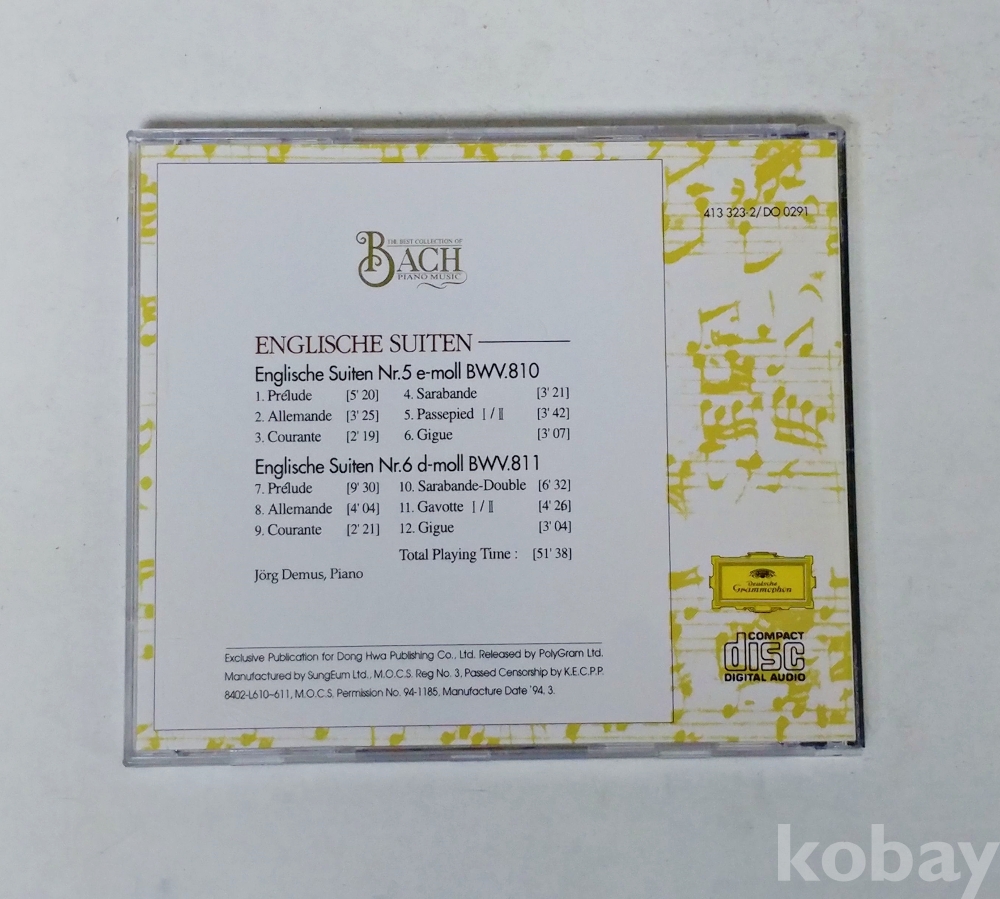 413 323-2/DO 0291
THE BEST COLLECTION OF
BACH
PIANO MUSIC
ENGLISCHE SUITEN
Englische Suiten Nr.5 e-moll BWV.810
1. Prélude [5' 20] 4. Sarabande [3' 21]
2. Allemande [3' 25] 5. Passepied Ⅰ/Ⅱ [3' 42]
3. Courante [2' 19] 6. Gigue [3' 07]
Englische Suiten Nr.6 d-moll BWV.811
7. Prélude [9' 30] 10. Sarabande-Double [6' 32]
8. Allemande [4' 04] 11. Gavotte Ⅰ/Ⅱ [4' 26]
9. Courante [2' 21] 12. Gigue [3' 04]
Total Playing Time : [51' 38]
Jörg Demus, Piano
Deutsche
Grammophon
COMPACT
disc
DIGITAL AUDIO
Exclusive Publication for Dong Hwa Publishing Co., Ltd. Released by PolyGram Ltd.
Manufactured by SungEum Ltd., M.O.C.S. Reg No. 3, Passed Censorship by K.E.C.P.P.
8402-L610-611, M.O.C.S. Permission No. 94-1185, Manufacture Date '94. 3.
kobay